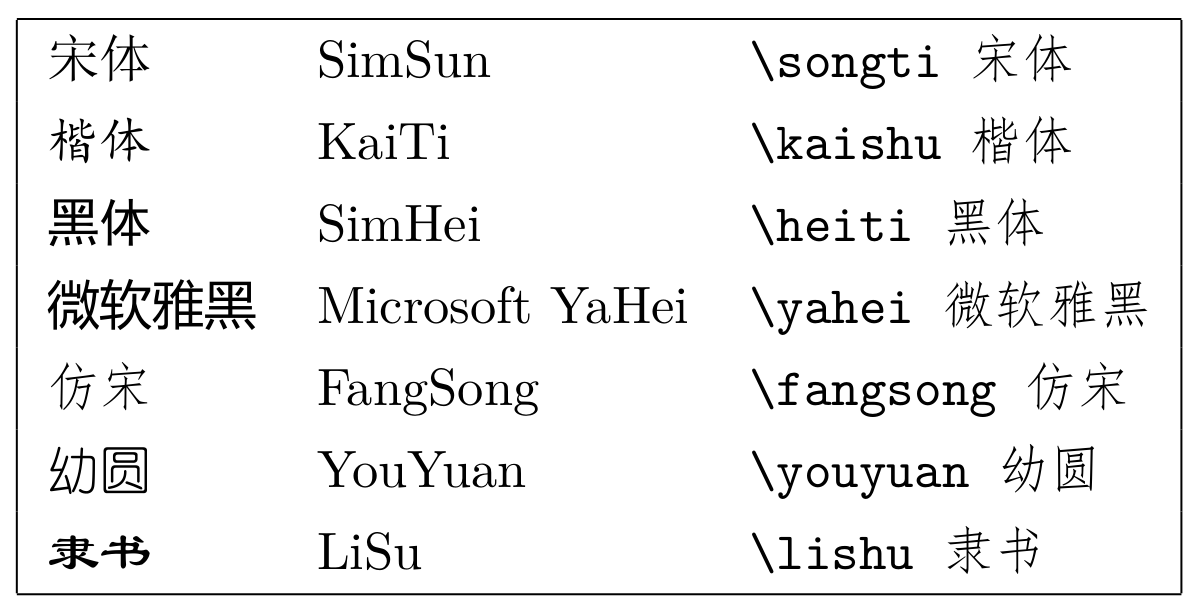 宋体 SimSun \songti 宋体
楷体 KaiTi \kaishu 楷体
黑体 SimHei \heiti 黑体
微软雅黑 Microsoft YaHei \yahei 微软雅黑
仿宋 FangSong \fangsong 仿宋
幼圆 YouYuan \youyuan 幼圆
隶书 LiSu \lishu 隶书